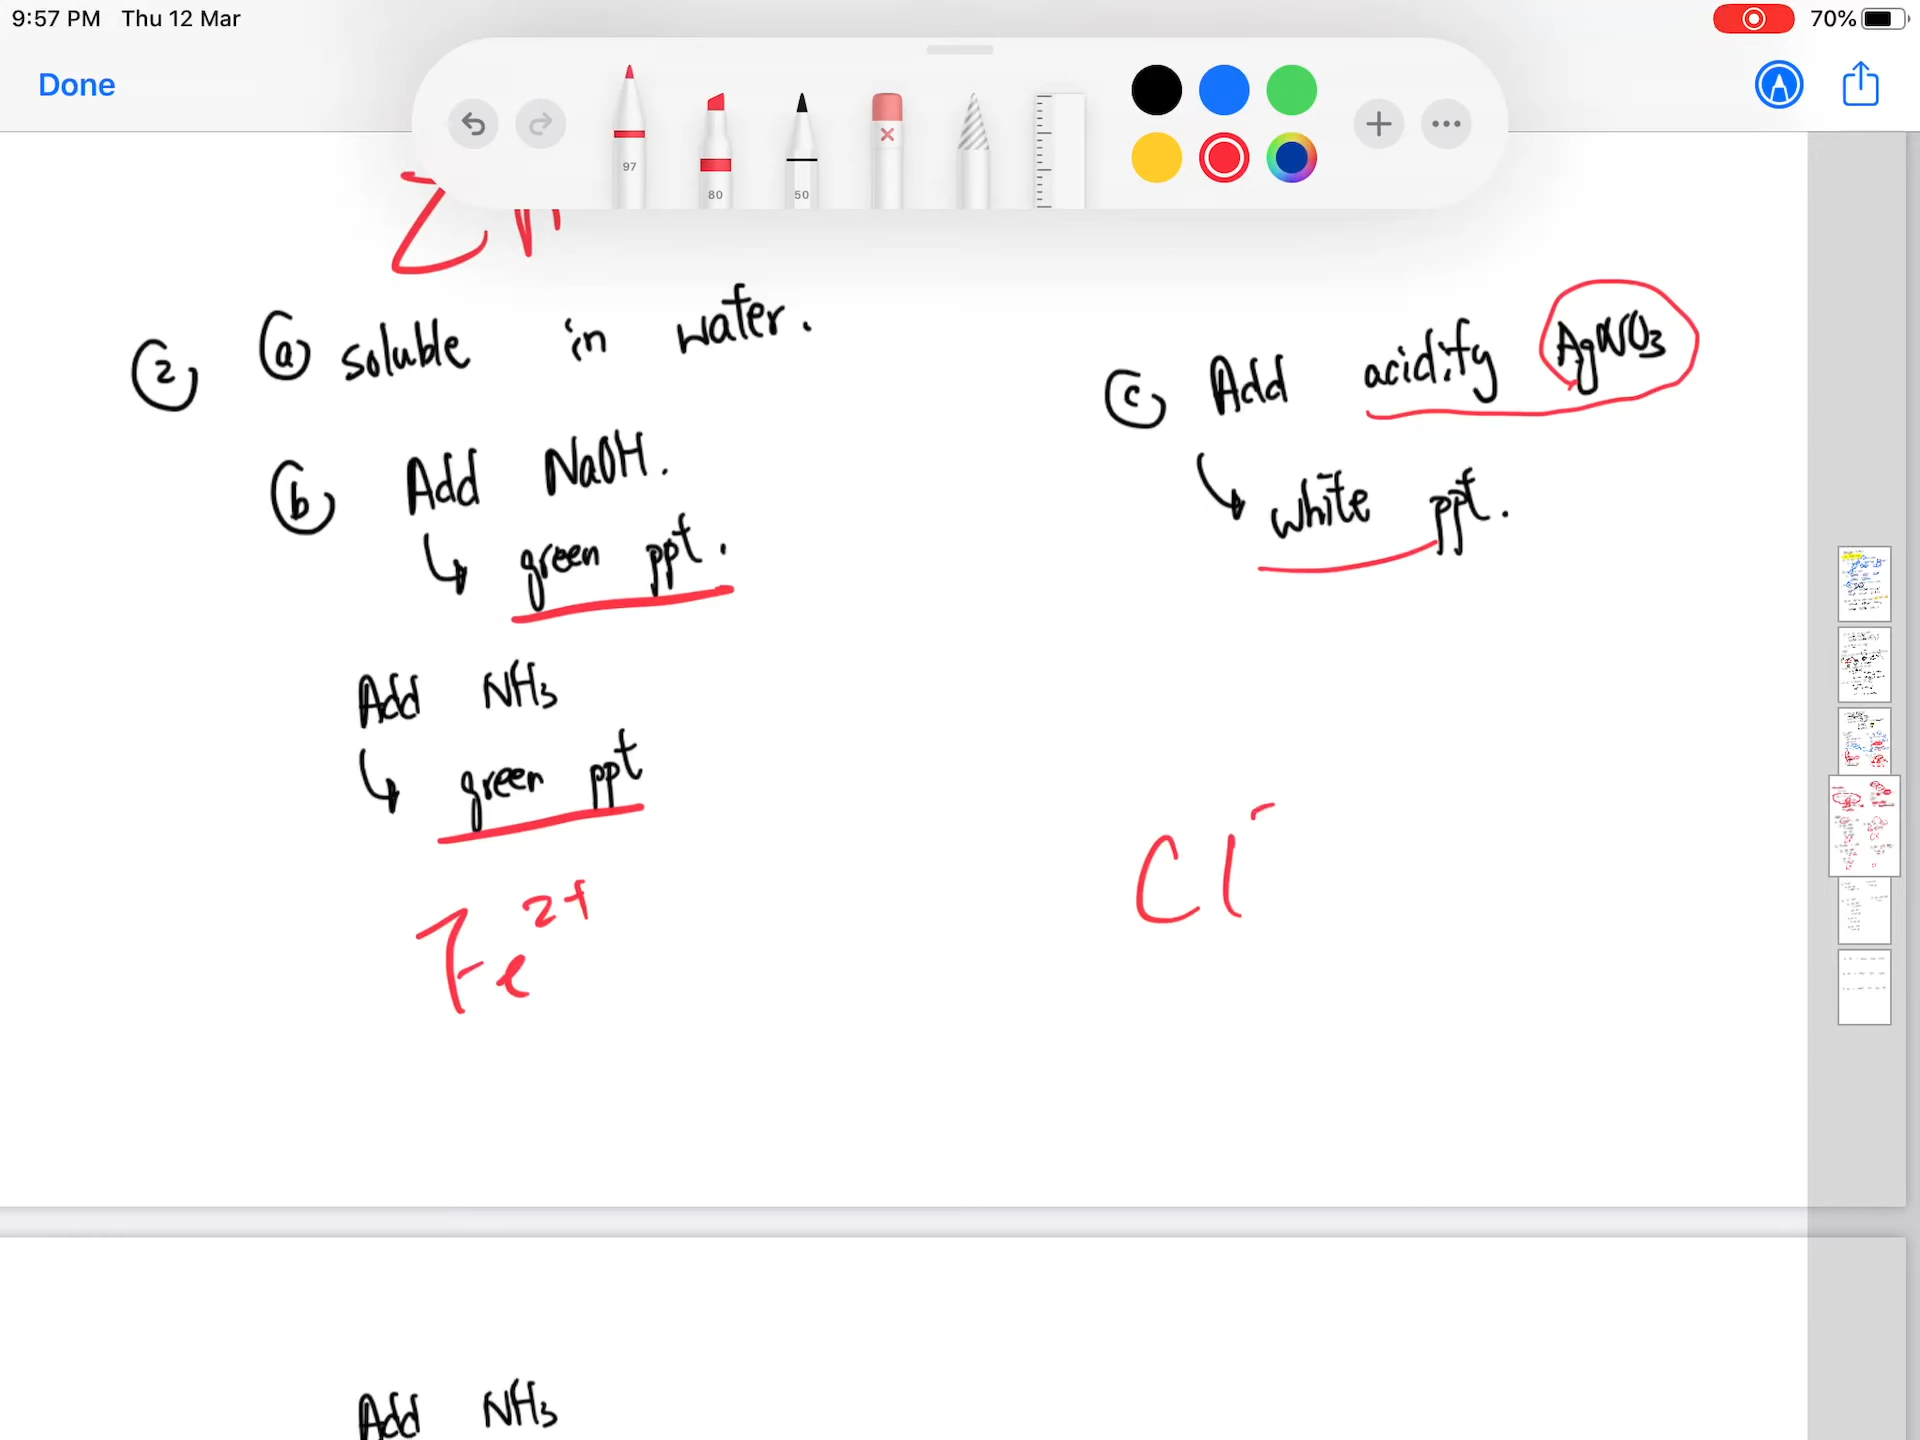 9:57 PM Thu 12 Mar
70%
Done
97
80
50
② ⓐ soluble in water.
ⓑ Add NaOH.
↳ green ppt.
Add NH₃
↳ green ppt
Fe²⁺
ⓒ Add acidify AgNO₃
↳ white ppt.
Cl⁻
Add NH₃